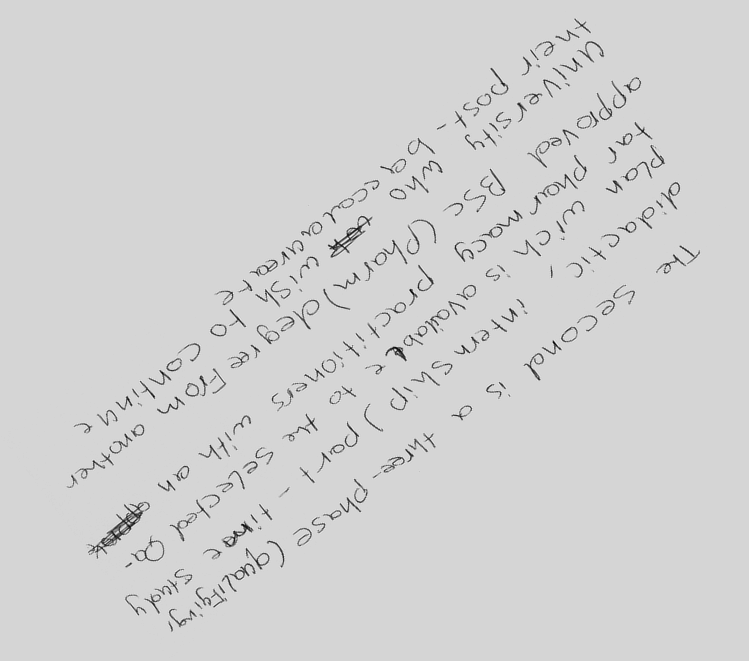 The second is a three-phase (qualifying,
didactic, internship) part-time study
plan wich is available to the selected Qa-
tar pharmacy practitioners with an
approved BSc (pharm) degree From another
university who wish to continue
their post-baccalaureate